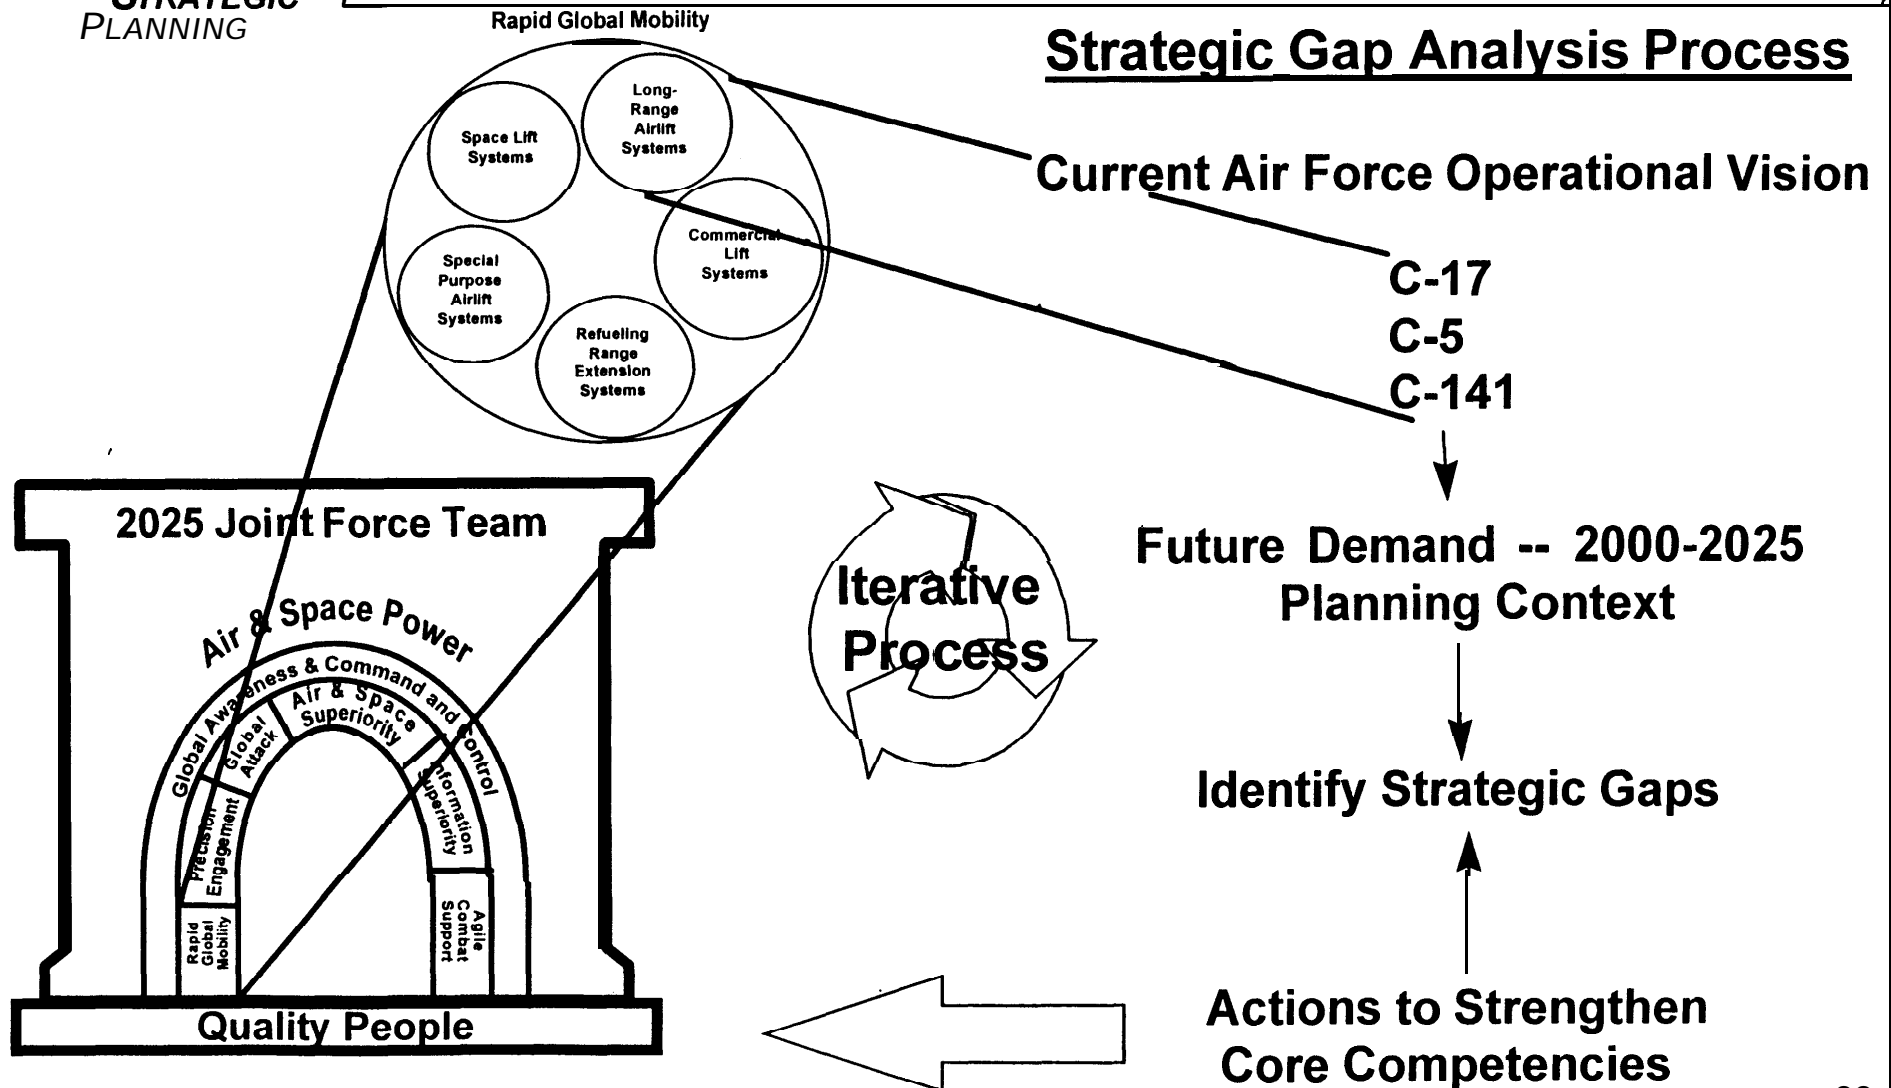 STRATEGIC
PLANNING
Rapid Global Mobility
Strategic Gap Analysis Process
Long-
Range
Airlift
Systems
Space Lift
Systems
Current Air Force Operational Vision
Commercial
Lift
Systems
Special
Purpose
Airlift
Systems
C-17
C-5
C-141
Refueling
Range
Extension
Systems
2025 Joint Force Team
Future Demand -- 2000-2025
Planning Context
Iterative
Process
Air & Space Power
Global Awareness & Command and Control
Air & Space
Superiority
Global
Attack
Information
Superiority
Precision
Engagement
Rapid
Global
Mobility
Agile
Combat
Support
Identify Strategic Gaps
Quality People
Actions to Strengthen
Core Competencies